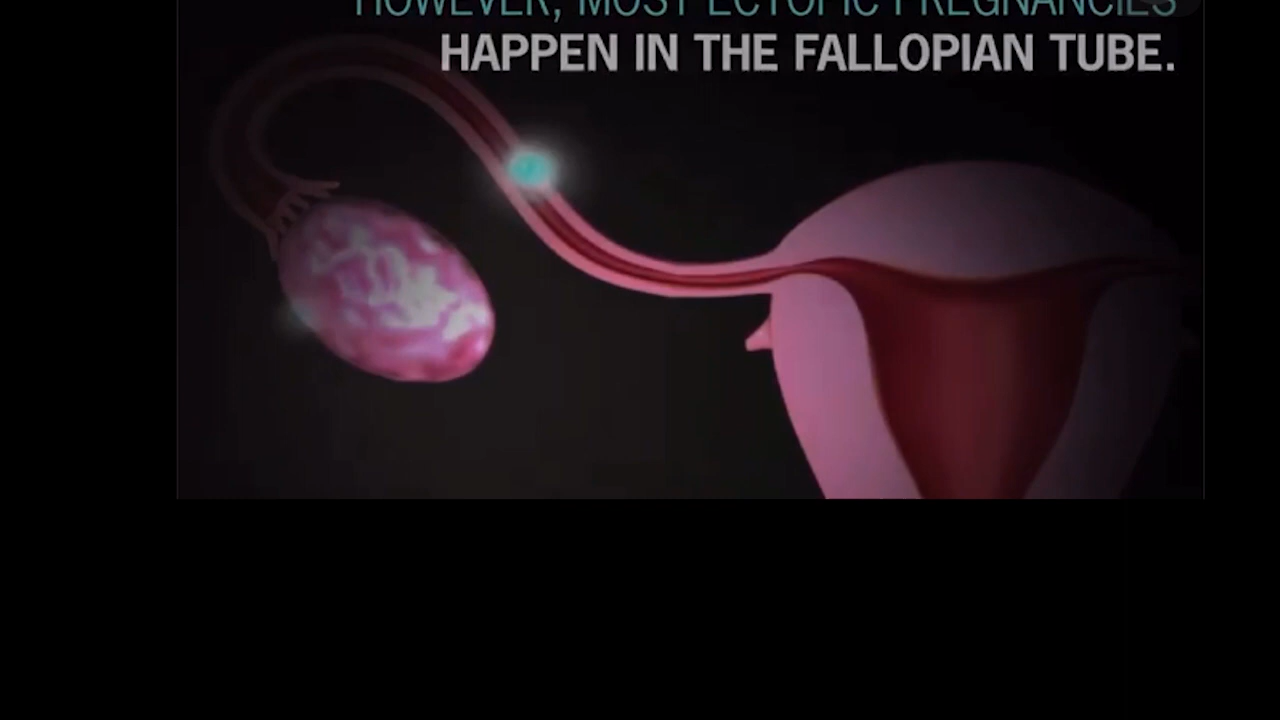 HOWEVER, MOST ECTOPIC PREGNANCIES
HAPPEN IN THE FALLOPIAN TUBE.